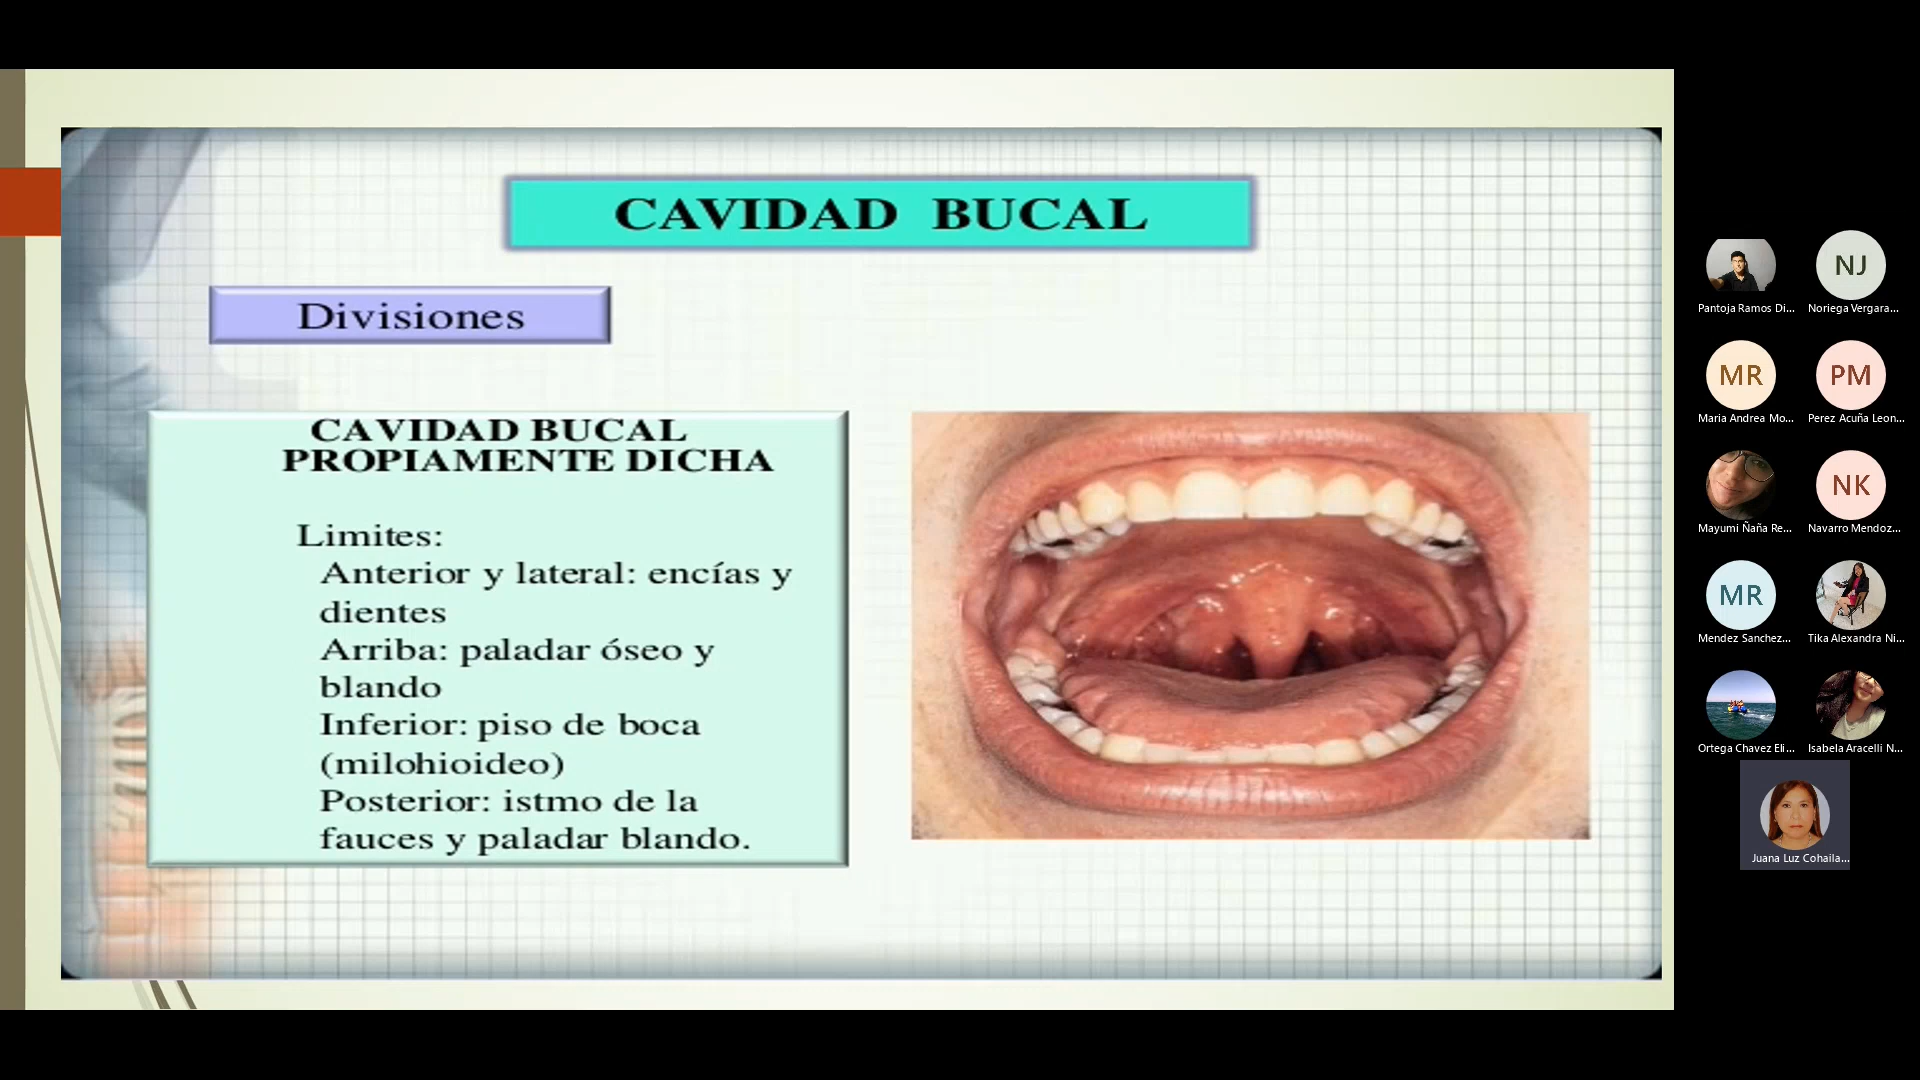 CAVIDAD BUCAL
Divisiones
CAVIDAD BUCAL
PROPIAMENTE DICHA
Limites:
Anterior y lateral: encías y
dientes
Arriba: paladar óseo y
blando
Inferior: piso de boca
(milohioideo)
Posterior: istmo de la
fauces y paladar blando.
NJ
Pantoja Ramos Di...
Noriega Vergara...
MR
PM
Maria Andrea Mo...
Perez Acuña Leon...
NK
Mayumi Ñaña Re...
Navarro Mendoz...
MR
Mendez Sanchez...
Tika Alexandra Ni...
Ortega Chavez Eli...
Isabela Aracelli N...
Juana Luz Cohaila...